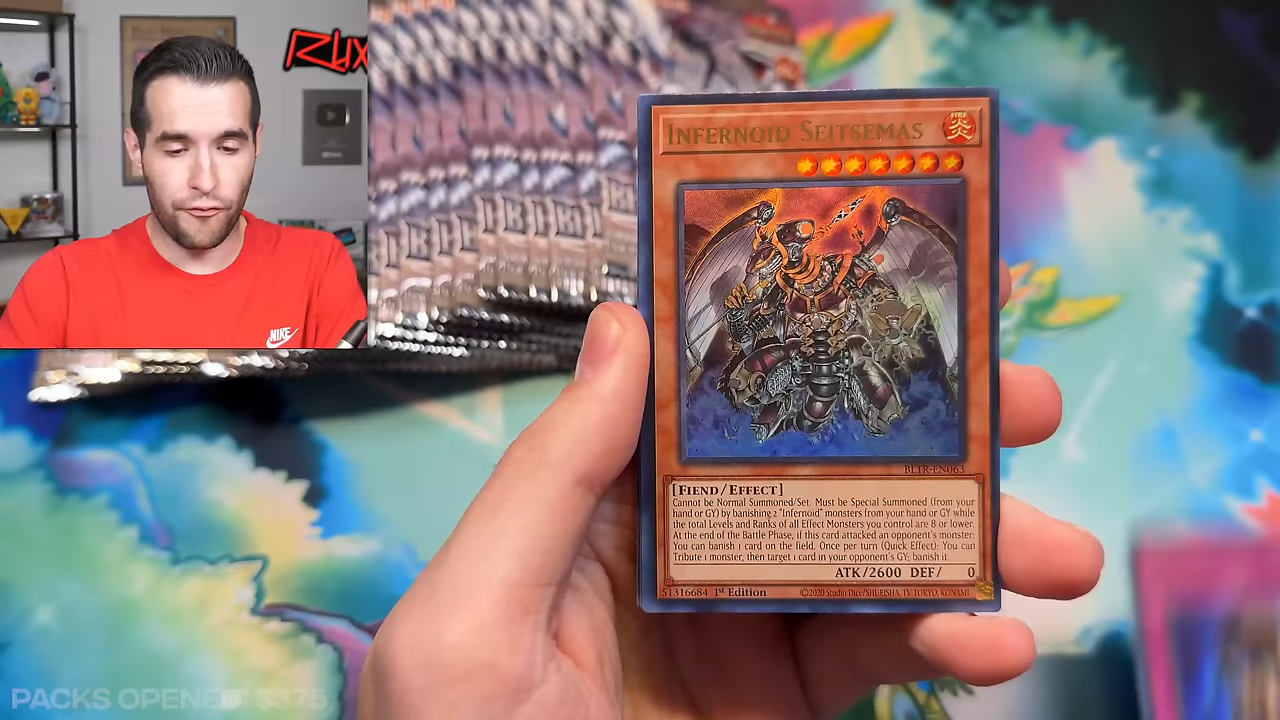 RUX
NIKE
INFERNOID SEITSEMAS
FIRE
炎
BLTR-EN063
[FIEND/EFFECT]
Cannot be Normal Summoned/Set. Must be Special Summoned (from your
hand or GY) by banishing 2 "Infernoid" monsters from your hand or GY while
the total Levels and Ranks of all Effect Monsters you control are 8 or lower.
At the end of the Battle Phase, if this card attacked an opponent's monster:
You can banish 1 card on the field. Once per turn (Quick Effect): You can
Tribute 1 monster, then target 1 card in your opponent's GY; banish it.
ATK/2600 DEF/ 0
51316684 1st Edition ©2020 Studio Dice/SHUEISHA, TV TOKYO, KONAMI
PACKS OPENED: 3375